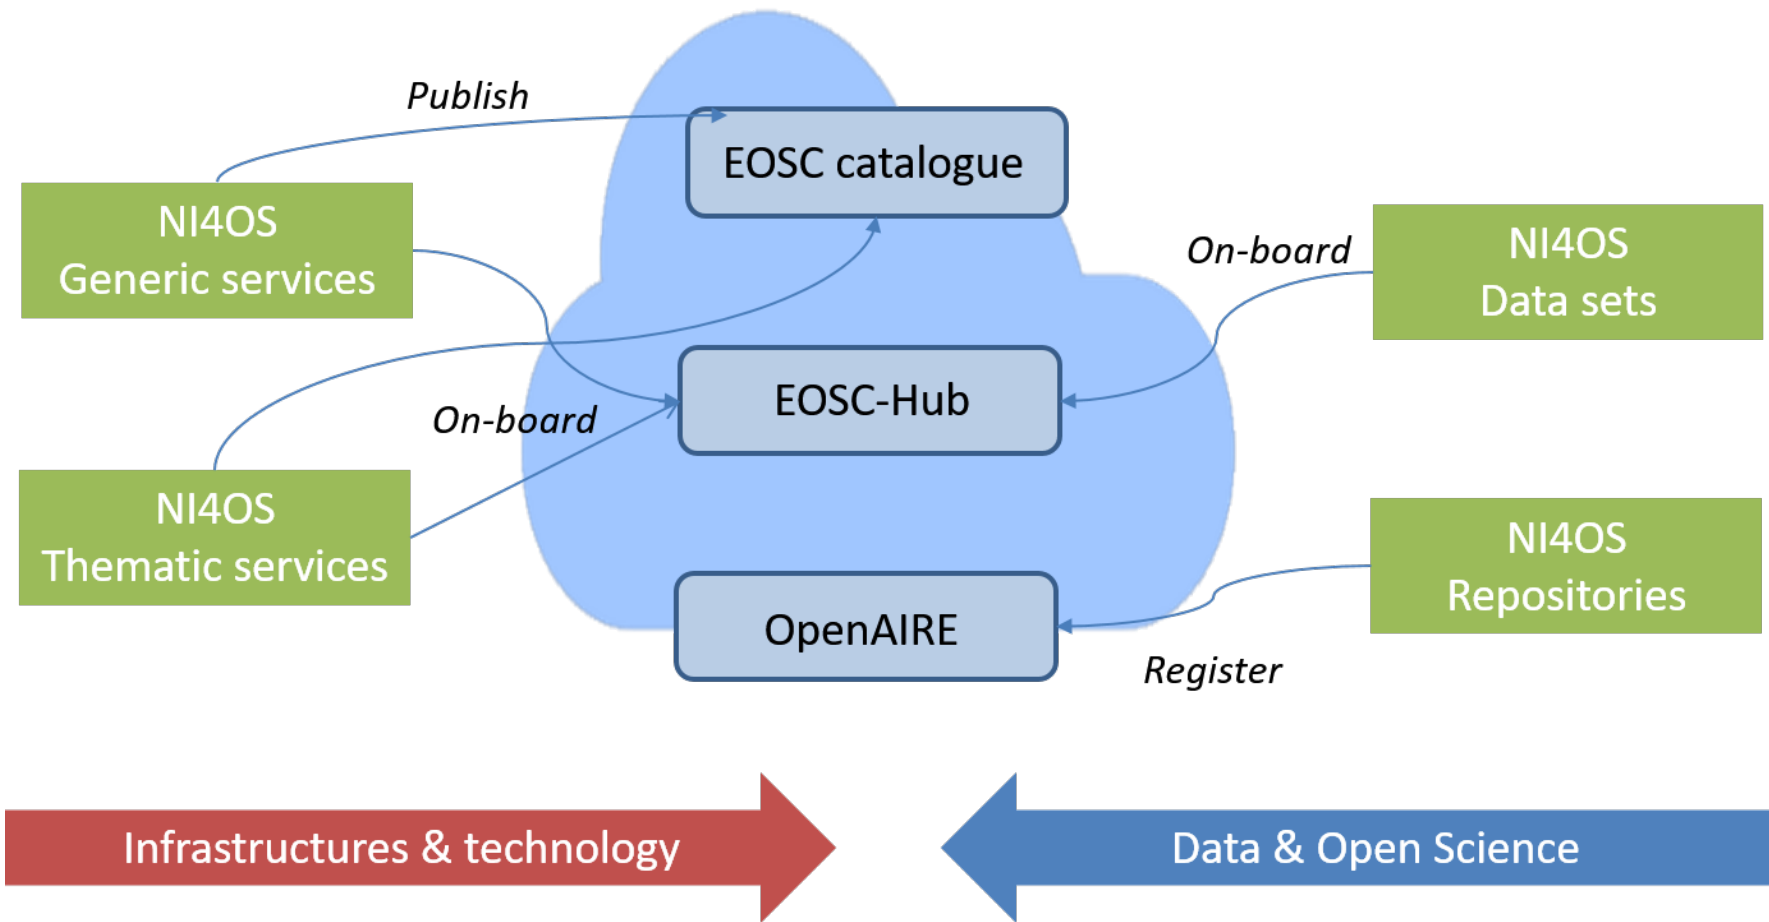 Publish
EOSC catalogue
NI4OS
Generic services
On-board
NI4OS
Data sets
EOSC-Hub
On-board
NI4OS
Thematic services
NI4OS
Repositories
OpenAIRE
Register
Infrastructures & technology
Data & Open Science